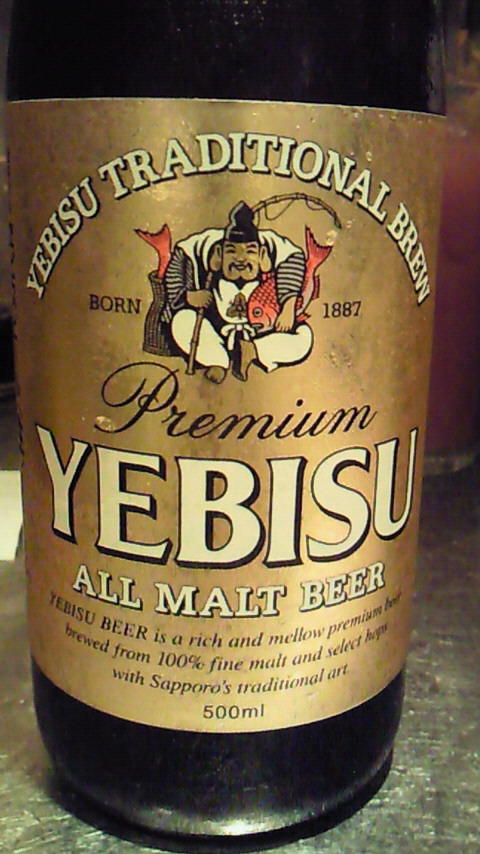 YEBISU TRADITIONAL BREW
BORN 1887
Premium
YEBISU
ALL MALT BEER
YEBISU BEER is a rich and mellow premium beer
brewed from 100% fine malt and select hops
with Sapporo's traditional art.
500ml